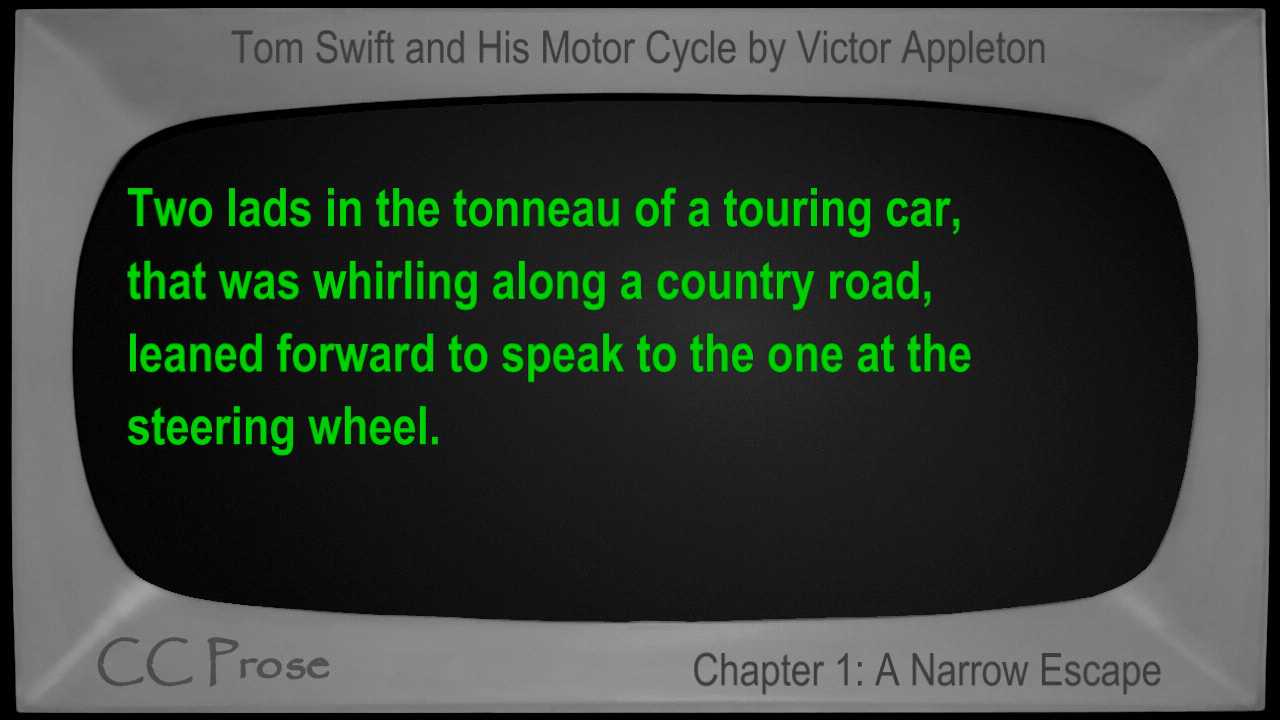 Tom Swift and His Motor Cycle by Victor Appleton
Two lads in the tonneau of a touring car,
that was whirling along a country road,
leaned forward to speak to the one at the
steering wheel.
CC Prose
Chapter 1: A Narrow Escape